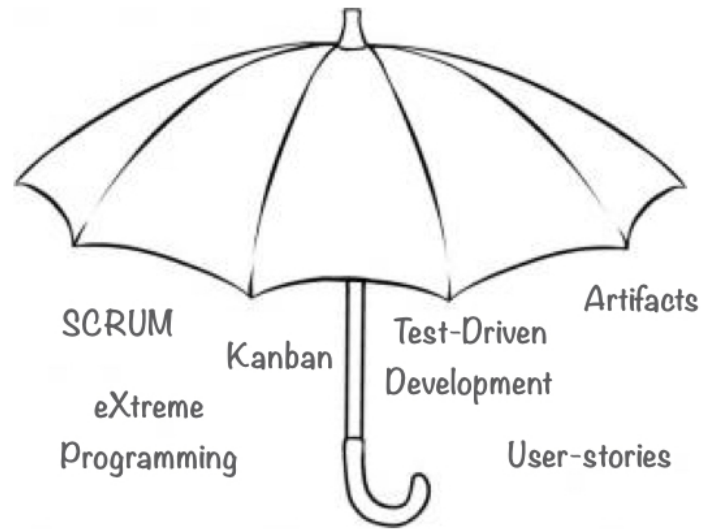 Artifacts
SCRUM
Test-Driven
Development
Kanban
eXtreme
Programming
User-stories